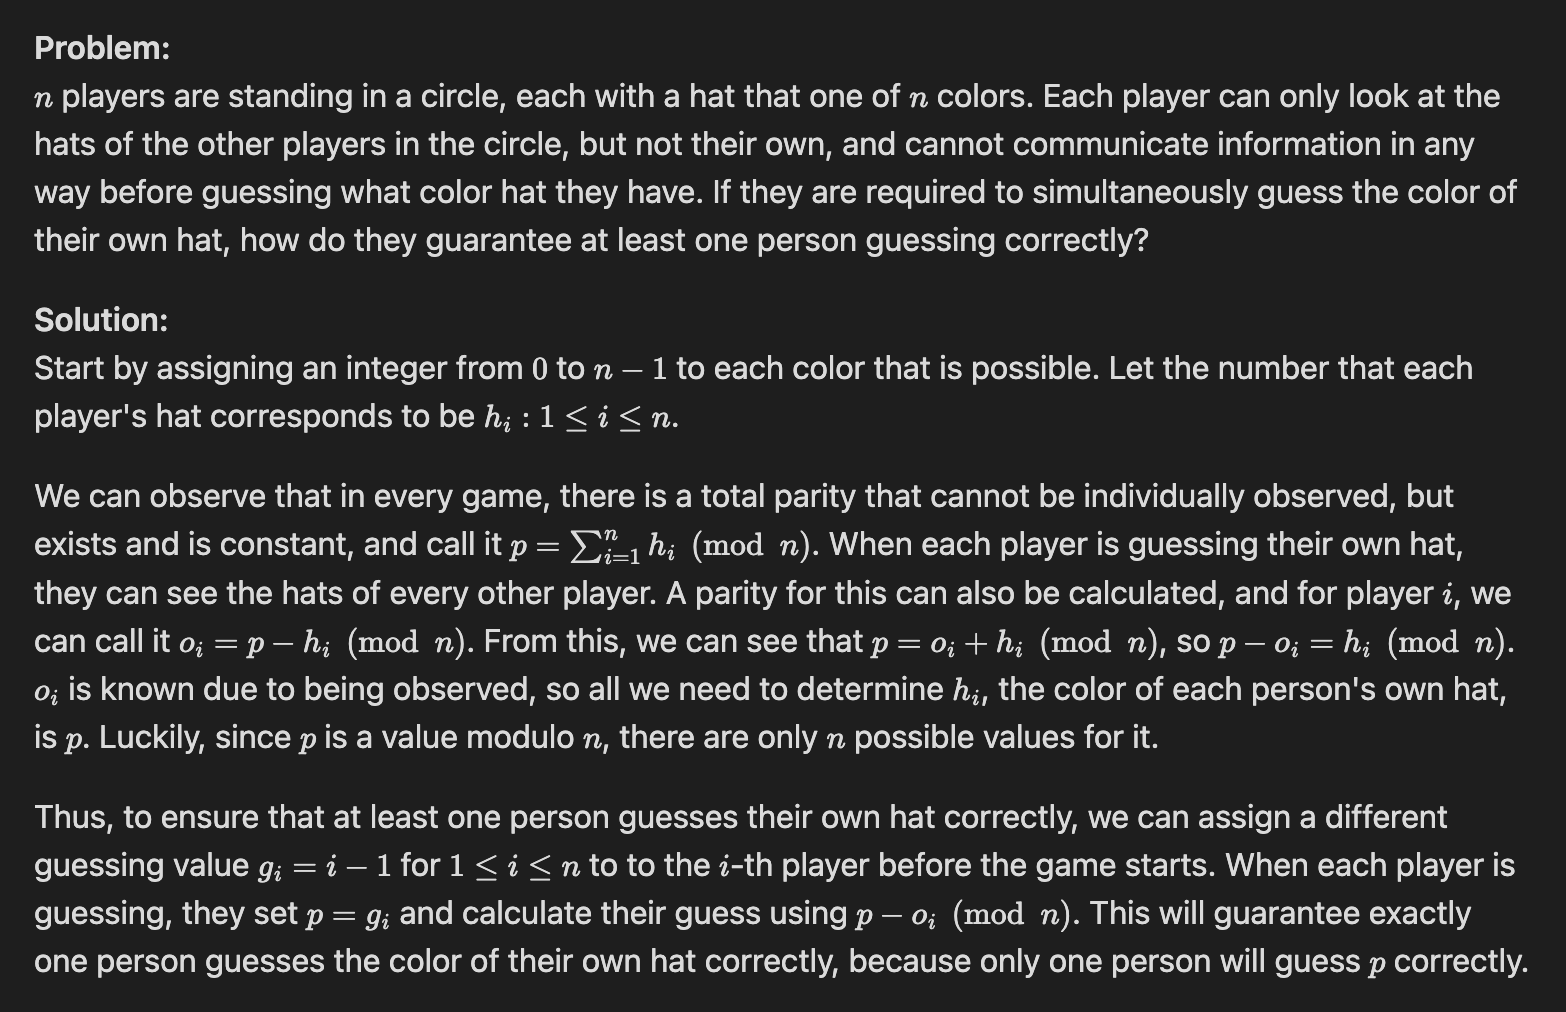 Problem:
n players are standing in a circle, each with a hat that one of n colors. Each player can only look at the
hats of the other players in the circle, but not their own, and cannot communicate information in any
way before guessing what color hat they have. If they are required to simultaneously guess the color of
their own hat, how do they guarantee at least one person guessing correctly?
Solution:
Start by assigning an integer from 0 to n − 1 to each color that is possible. Let the number that each
player's hat corresponds to be h_i : 1 ≤ i ≤ n.
We can observe that in every game, there is a total parity that cannot be individually observed, but
exists and is constant, and call it p = ∑_{i=1}^{n} h_i (mod n). When each player is guessing their own hat,
they can see the hats of every other player. A parity for this can also be calculated, and for player i, we
can call it o_i = p − h_i (mod n). From this, we can see that p = o_i + h_i (mod n), so p − o_i = h_i (mod n).
o_i is known due to being observed, so all we need to determine h_i, the color of each person's own hat,
is p. Luckily, since p is a value modulo n, there are only n possible values for it.
Thus, to ensure that at least one person guesses their own hat correctly, we can assign a different
guessing value g_i = i − 1 for 1 ≤ i ≤ n to to the i-th player before the game starts. When each player is
guessing, they set p = g_i and calculate their guess using p − o_i (mod n). This will guarantee exactly
one person guesses the color of their own hat correctly, because only one person will guess p correctly.